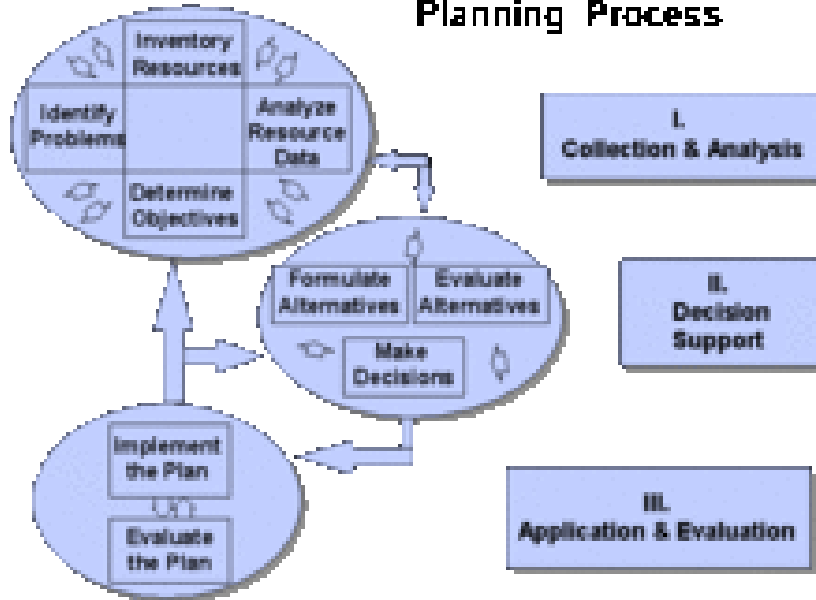 Planning Process
Inventory
Resources
Identify
Problems
Analyze
Resource
Data
Determine
Objectives
I.
Collection & Analysis
Formulate
Alternatives
Evaluate
Alternatives
Make
Decisions
II.
Decision
Support
Implement
the Plan
Evaluate
the Plan
III.
Application & Evaluation